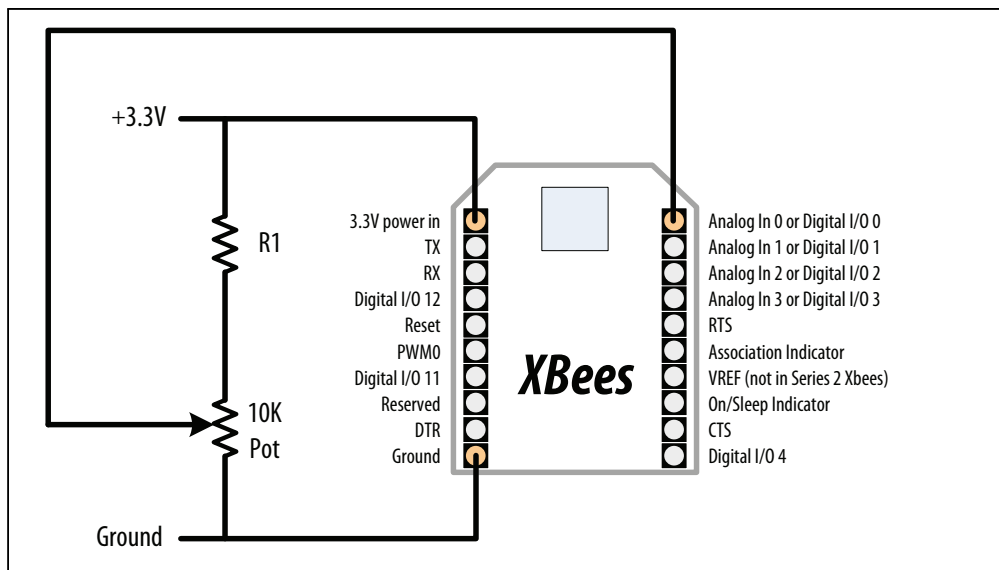 +3.3V
R1
10K
Pot
Ground
3.3V power in
TX
RX
Digital I/O 12
Reset
PWM0
Digital I/O 11
Reserved
DTR
Ground
XBees
Analog In 0 or Digital I/O 0
Analog In 1 or Digital I/O 1
Analog In 2 or Digital I/O 2
Analog In 3 or Digital I/O 3
RTS
Association Indicator
VREF (not in Series 2 Xbees)
On/Sleep Indicator
CTS
Digital I/O 4